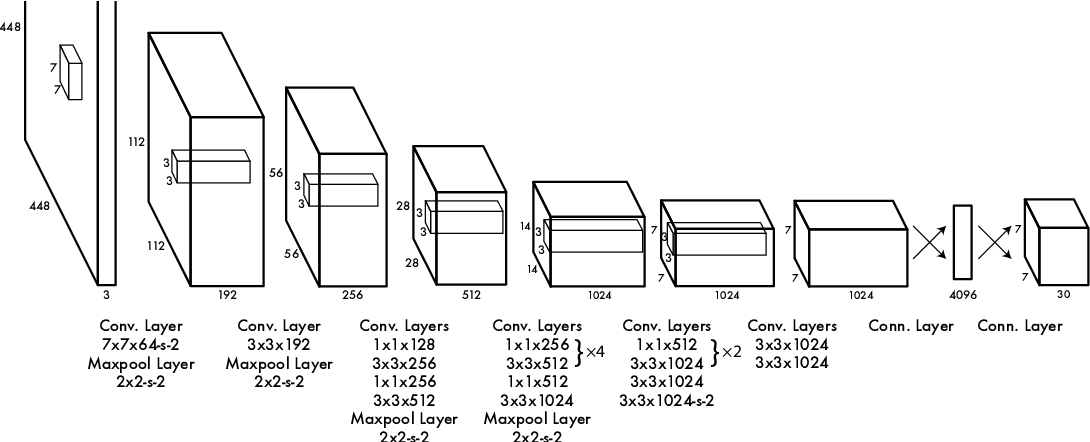 448
7
7
448
3
112
3
3
112
192
56
3
3
56
256
28
3
3
28
512
14
3
3
14
1024
7
3
3
7
1024
7
7
1024
4096
7
7
30
Conv. Layer
7x7x64-s-2
Maxpool Layer
2x2-s-2
Conv. Layer
3x3x192
Maxpool Layer
2x2-s-2
Conv. Layers
1x1x128
3x3x256
1x1x256
3x3x512
Maxpool Layer
2x2-s-2
Conv. Layers
1x1x256
3x3x512
}×4
1x1x512
3x3x1024
Maxpool Layer
2x2-s-2
Conv. Layers
1x1x512
3x3x1024
}×2
3x3x1024
3x3x1024-s-2
Conv. Layers
3x3x1024
3x3x1024
Conn. Layer
Conn. Layer